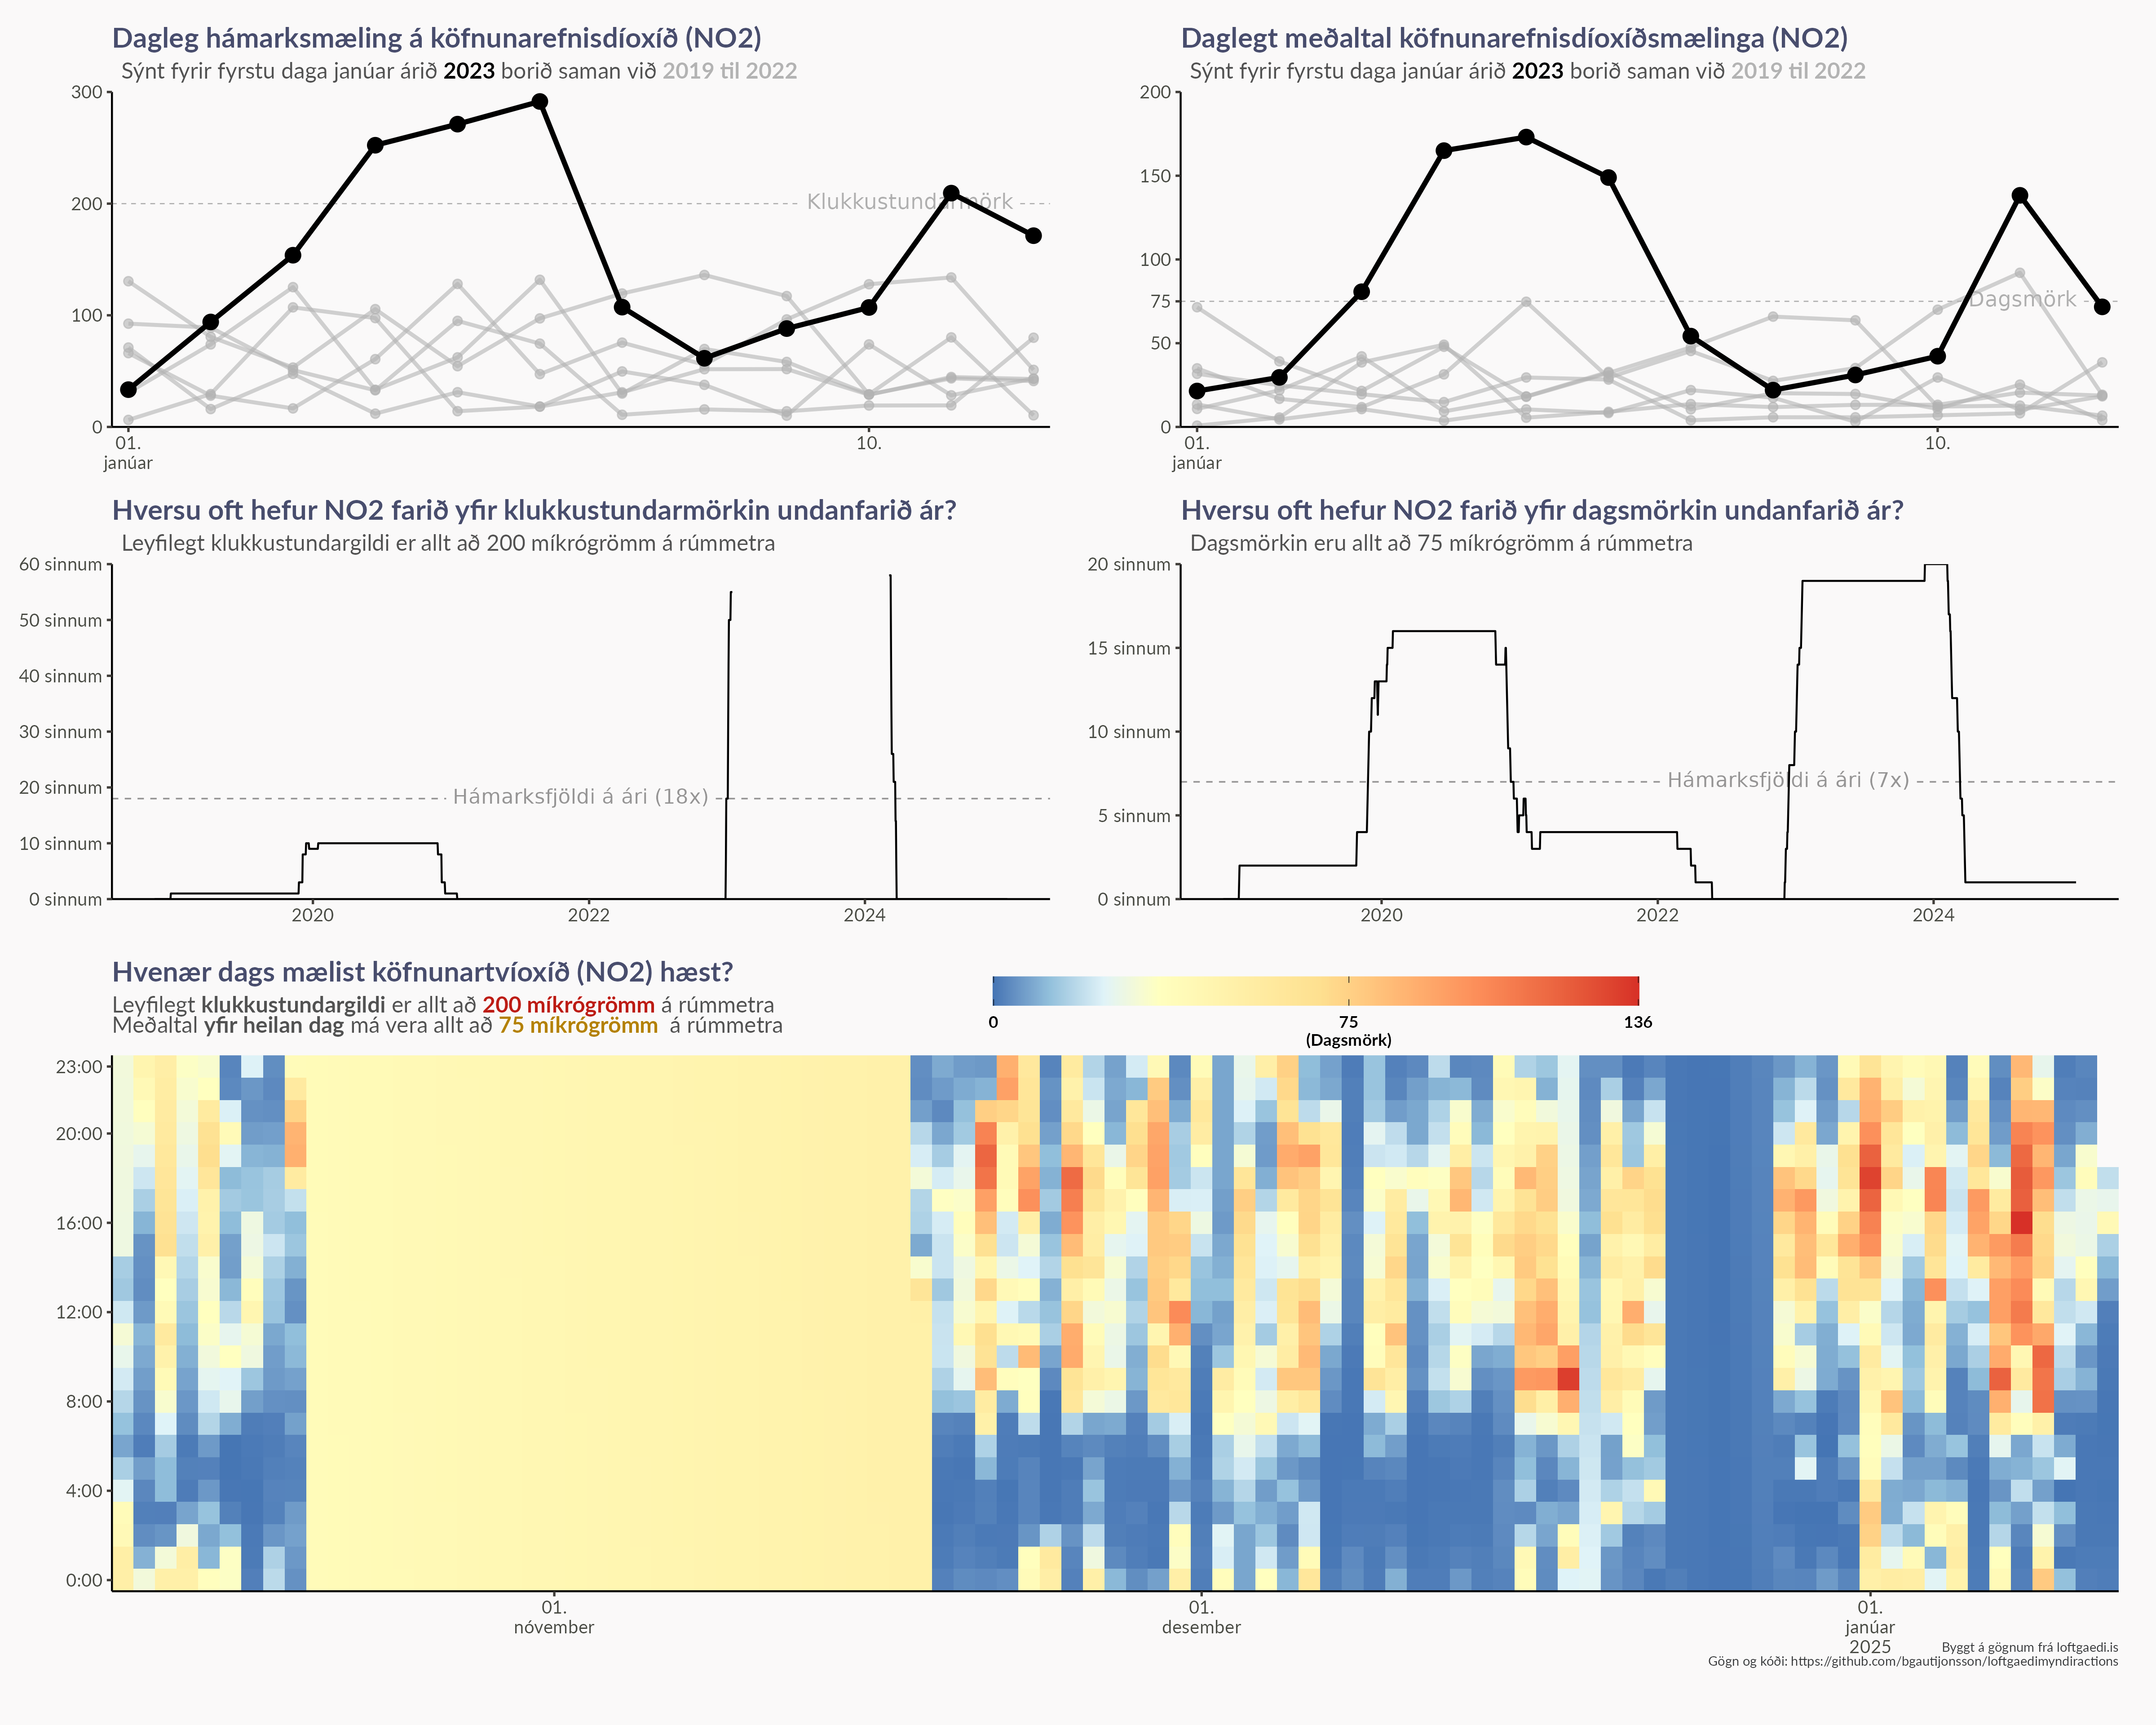 Dagleg hámarksmæling á köfnunarefnisdíoxíð (NO2)
Sýnt fyrir fyrstu daga janúar árið 2023 borið saman við 2019 til 2022
300
200
100
0
Klukkustundarmörk
01.
janúar
10.
Daglegt meðaltal köfnunarefnisdíoxíðsmælinga (NO2)
Sýnt fyrir fyrstu daga janúar árið 2023 borið saman við 2019 til 2022
200
150
100
75
50
0
Dagsmörk
01.
janúar
10.
Hversu oft hefur NO2 farið yfir klukkustundarmörkin undanfarið ár?
Leyfilegt klukkustundargildi er allt að 200 míkrógrömm á rúmmetra
60 sinnum
50 sinnum
40 sinnum
30 sinnum
20 sinnum
10 sinnum
0 sinnum
Hámarksfjöldi á ári (18x)
2020
2022
2024
Hversu oft hefur NO2 farið yfir dagsmörkin undanfarið ár?
Dagsmörkin eru allt að 75 míkrógrömm á rúmmetra
20 sinnum
15 sinnum
10 sinnum
5 sinnum
0 sinnum
Hámarksfjöldi á ári (7x)
2020
2022
2024
Hvenær dags mælist köfnunartvíoxíð (NO2) hæst?
Leyfilegt klukkustundargildi er allt að 200 míkrógrömm á rúmmetra
Meðaltal yfir heilan dag má vera allt að 75 míkrógrömm á rúmmetra
0
75
(Dagsmörk)
136
23:00
20:00
16:00
12:00
8:00
4:00
0:00
01.
nóvember
01.
desember
01.
janúar
2025
Byggt á gögnum frá loftgaedi.is
Gögn og kóði: https://github.com/bgautijonsson/loftgaedimyndiractions